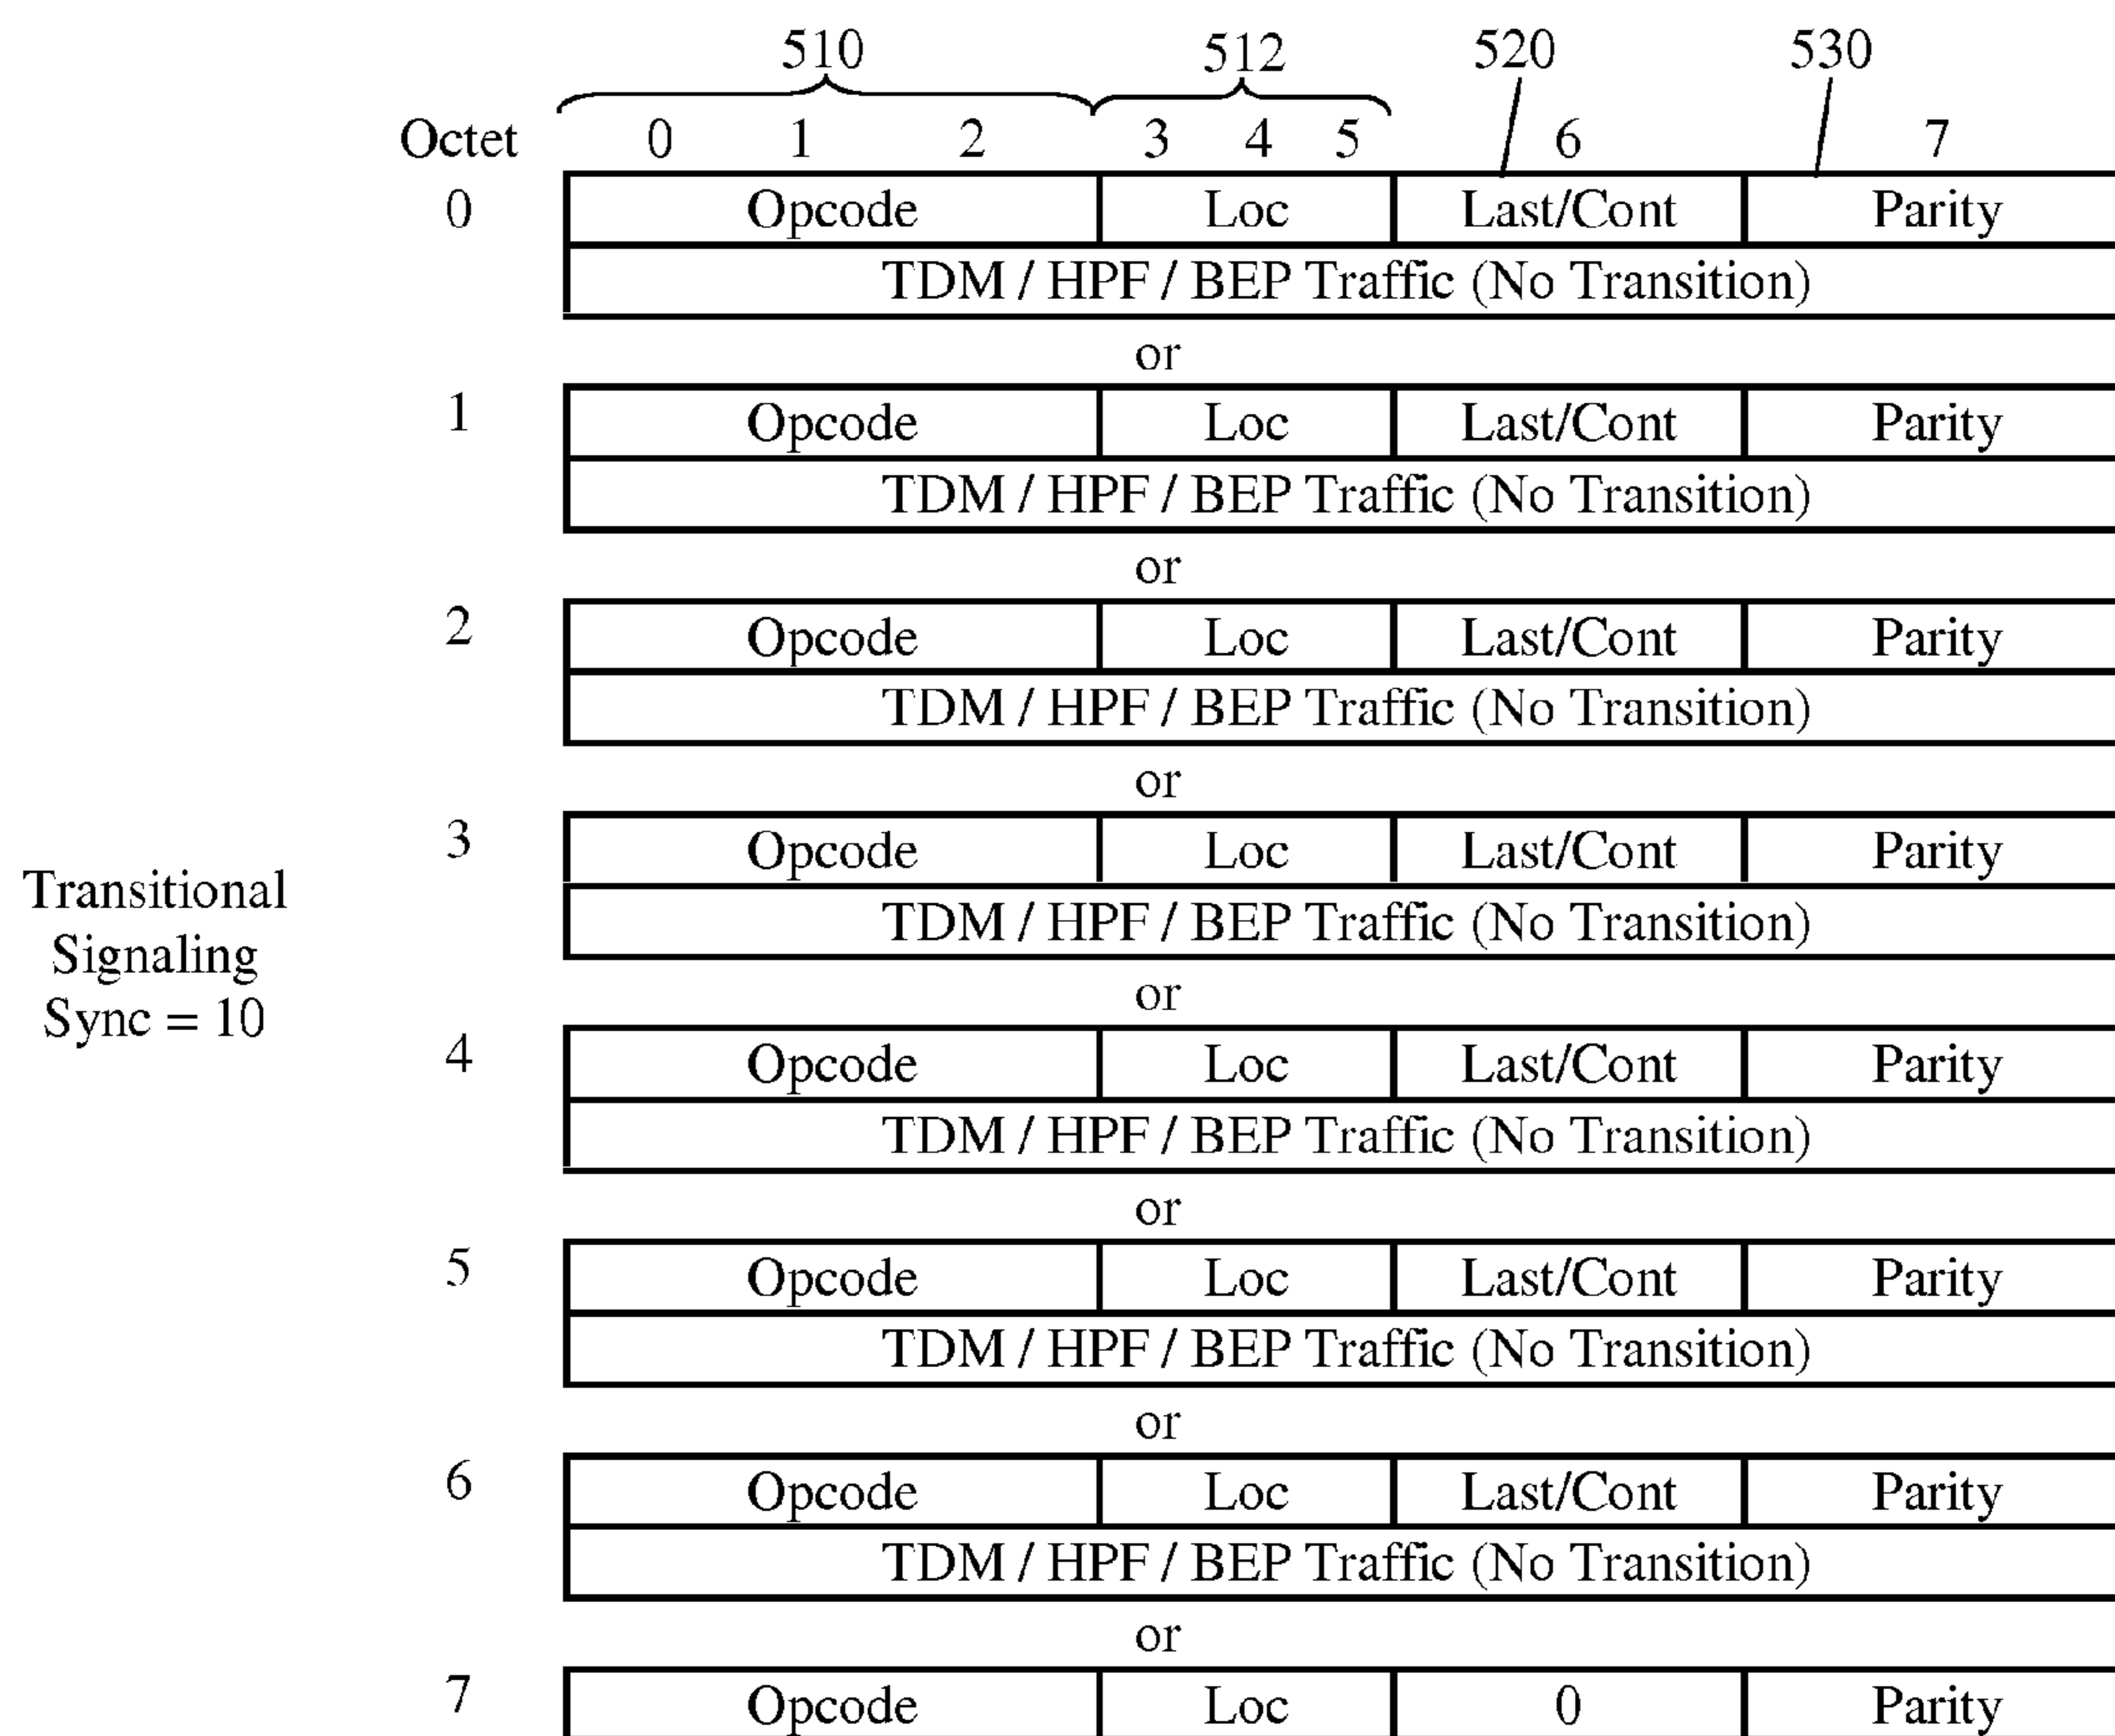 510 512 520 530
Octet 0 1 2 3 4 5 6 7
0 Opcode Loc Last/Cont Parity
TDM / HPF / BEP Traffic (No Transition)
or
1 Opcode Loc Last/Cont Parity
TDM / HPF / BEP Traffic (No Transition)
or
2 Opcode Loc Last/Cont Parity
TDM / HPF / BEP Traffic (No Transition)
or
3 Opcode Loc Last/Cont Parity
Transitional
Signaling
Sync = 10
TDM / HPF / BEP Traffic (No Transition)
or
4 Opcode Loc Last/Cont Parity
TDM / HPF / BEP Traffic (No Transition)
or
5 Opcode Loc Last/Cont Parity
TDM / HPF / BEP Traffic (No Transition)
or
6 Opcode Loc Last/Cont Parity
TDM / HPF / BEP Traffic (No Transition)
or
7 Opcode Loc 0 Parity